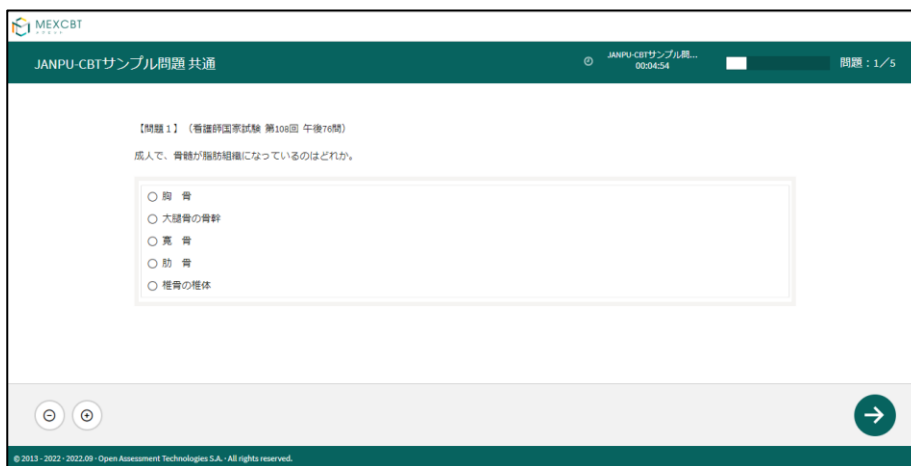 MEXCBT
JANPU-CBTサンプル問題 共通
JANPU-CBTサンプル問...
00:04:54
問題：1／5
【問題１】（看護師国家試験 第108回 午後76問）
成人で、骨髄が脂肪組織になっているのはどれか。
胸　骨
大腿骨の骨幹
寛　骨
肋　骨
椎骨の椎体
© 2013 - 2022 · 2022.09 · Open Assessment Technologies S.A. · All rights reserved.